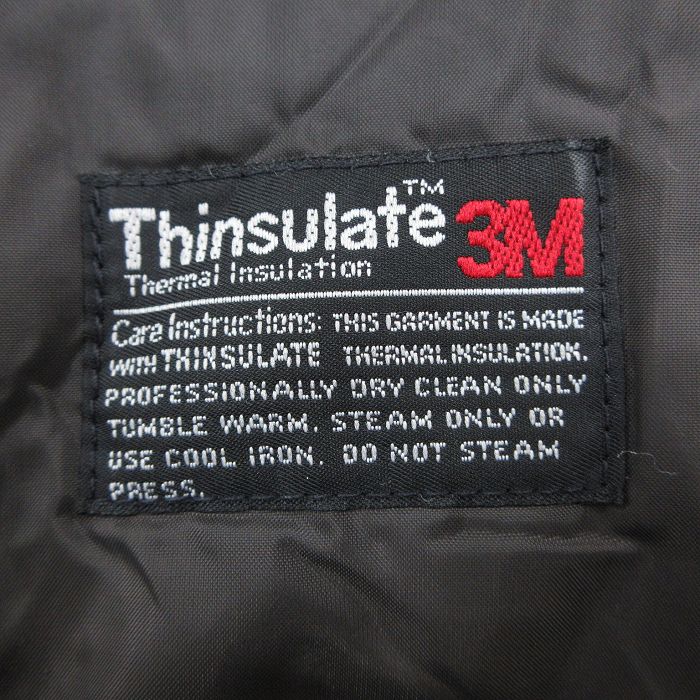 Thinsulate™ 3M
Thermal Insulation
Care Instructions: THIS GARMENT IS MADE
WITH THINSULATE THERMAL INSULATION.
PROFESSIONALLY DRY CLEAN ONLY
TUMBLE WARM. STEAM ONLY OR
USE COOL IRON. DO NOT STEAM
PRESS.